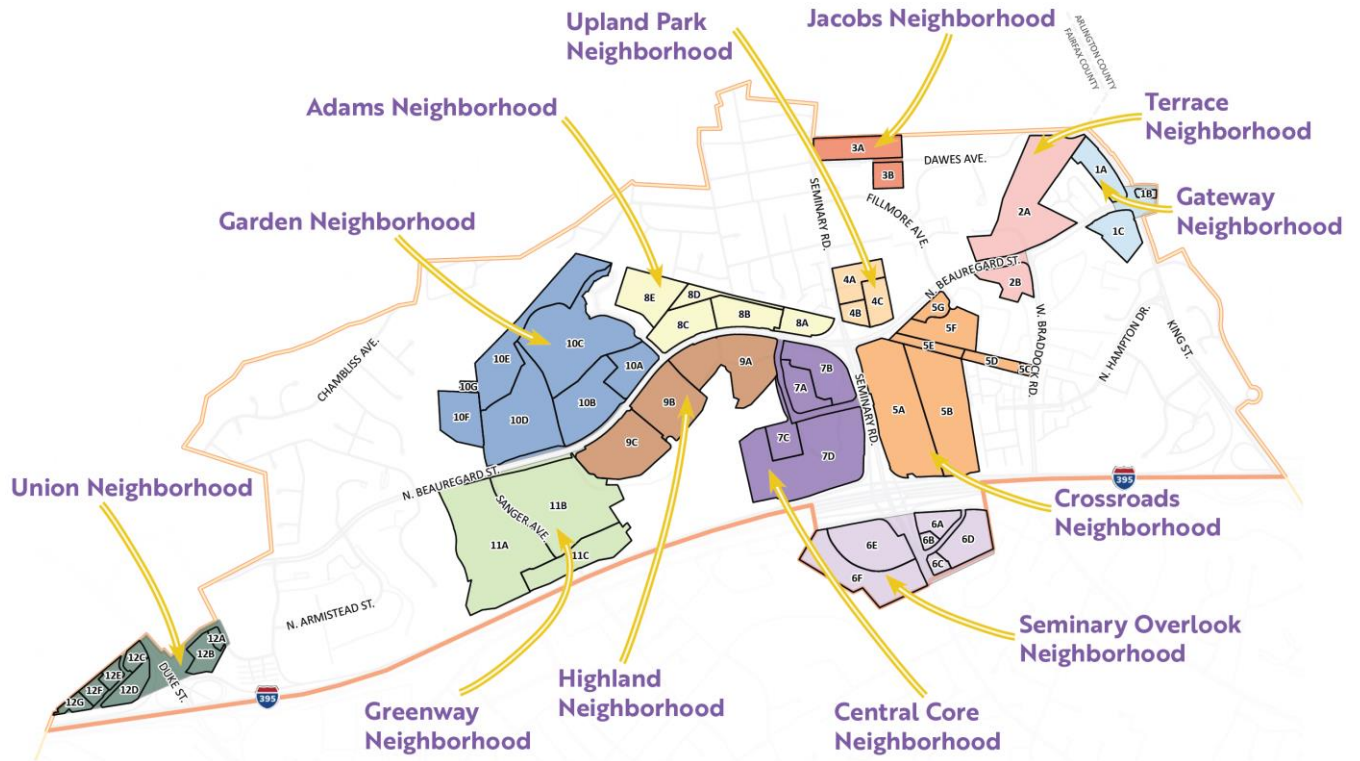 Jacobs Neighborhood
Upland Park
Neighborhood
ARLINGTON COUNTY
FAIRFAX COUNTY
Terrace
Neighborhood
Adams Neighborhood
3A
DAWES AVE.
3B
1A
1B
Gateway
Neighborhood
Garden Neighborhood
SEMINARY RD.
FILLMORE AVE.
2A
1C
4A
4C
4B
N. BEAUREGARD ST.
2B
8E
8D
8C
8B
8A
5G
5F
5E
5D
5C
W. BRADDOCK RD.
N. HAMPTON DR.
KING ST.
CHAMBLISS AVE.
10C
10E
10A
10G
10B
10F
10D
9A
9B
9C
7B
7A
7C
7D
SEMINARY RD.
5A
5B
395
Crossroads
Neighborhood
Union Neighborhood
N. BEAUREGARD ST.
SANGER AVE.
11B
11A
11C
6A
6B
6D
6E
6C
6F
N. ARMISTEAD ST.
Seminary Overlook
Neighborhood
12A
12B
12C
12E
12F
12D
12G
DUKE ST.
395
Highland
Neighborhood
Greenway
Neighborhood
Central Core
Neighborhood